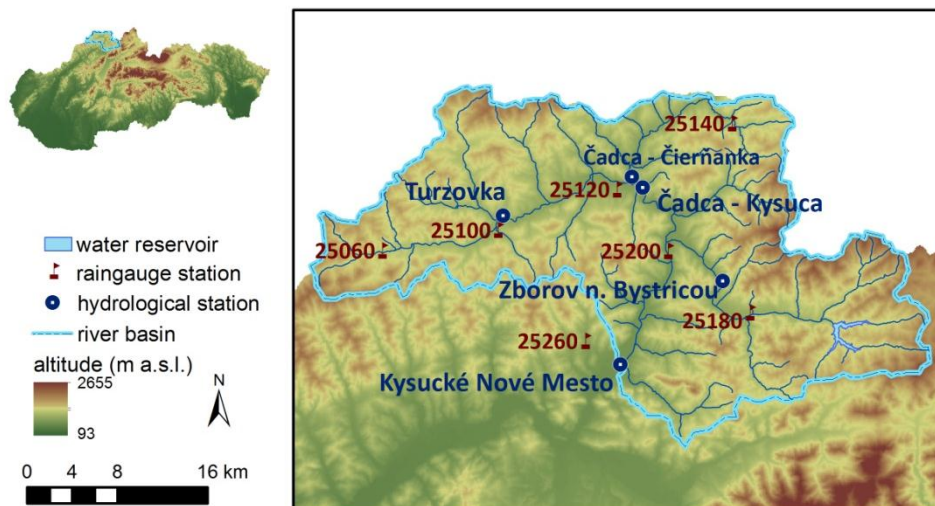 water reservoir
raingauge station
hydrological station
river basin
altitude (m a.s.l.)
2655
93
N
0 4 8 16 km
25140
Čadca - Čierňanka
25120
Turzovka
Čadca - Kysuca
25100
25060
25200
Zborov n. Bystricou
25180
25260
Kysucké Nové Mesto